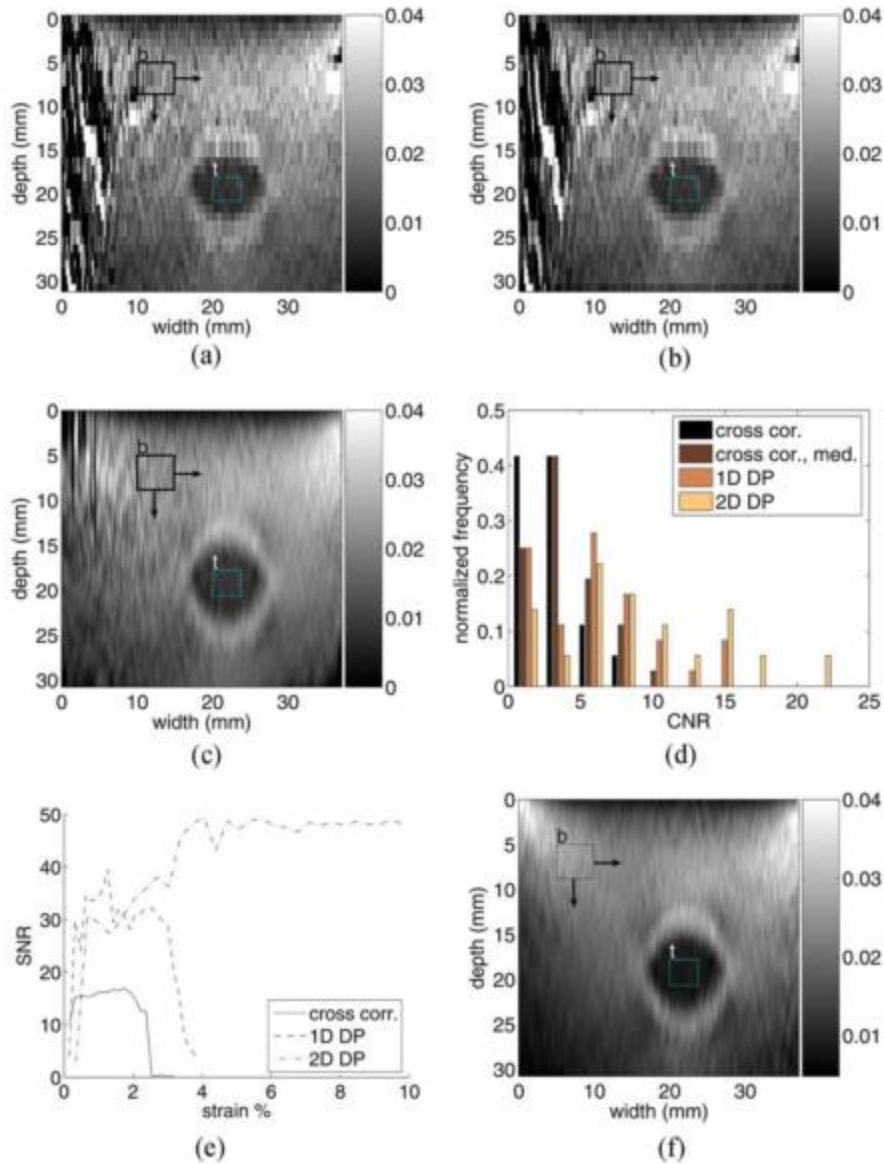 0
5
10
15
20
25
30
depth (mm)
b
t
0.04
0.03
0.02
0.01
0
0 10 20 30
width (mm)
(a)
0
5
10
15
20
25
30
depth (mm)
b
t
0.04
0.03
0.02
0.01
0
0 10 20 30
width (mm)
(b)
0
5
10
15
20
25
30
depth (mm)
b
t
0.04
0.03
0.02
0.01
0
0 10 20 30
width (mm)
(c)
0.5
0.4
0.3
0.2
0.1
0
normalized frequency
cross cor.
cross cor., med.
1D DP
2D DP
0 5 10 15 20 25
CNR
(d)
50
40
30
20
10
0
SNR
cross corr.
1D DP
2D DP
0 2 4 6 8 10
strain %
(e)
0
5
10
15
20
25
30
depth (mm)
b
t
0.04
0.03
0.02
0.01
0 10 20 30
width (mm)
(f)